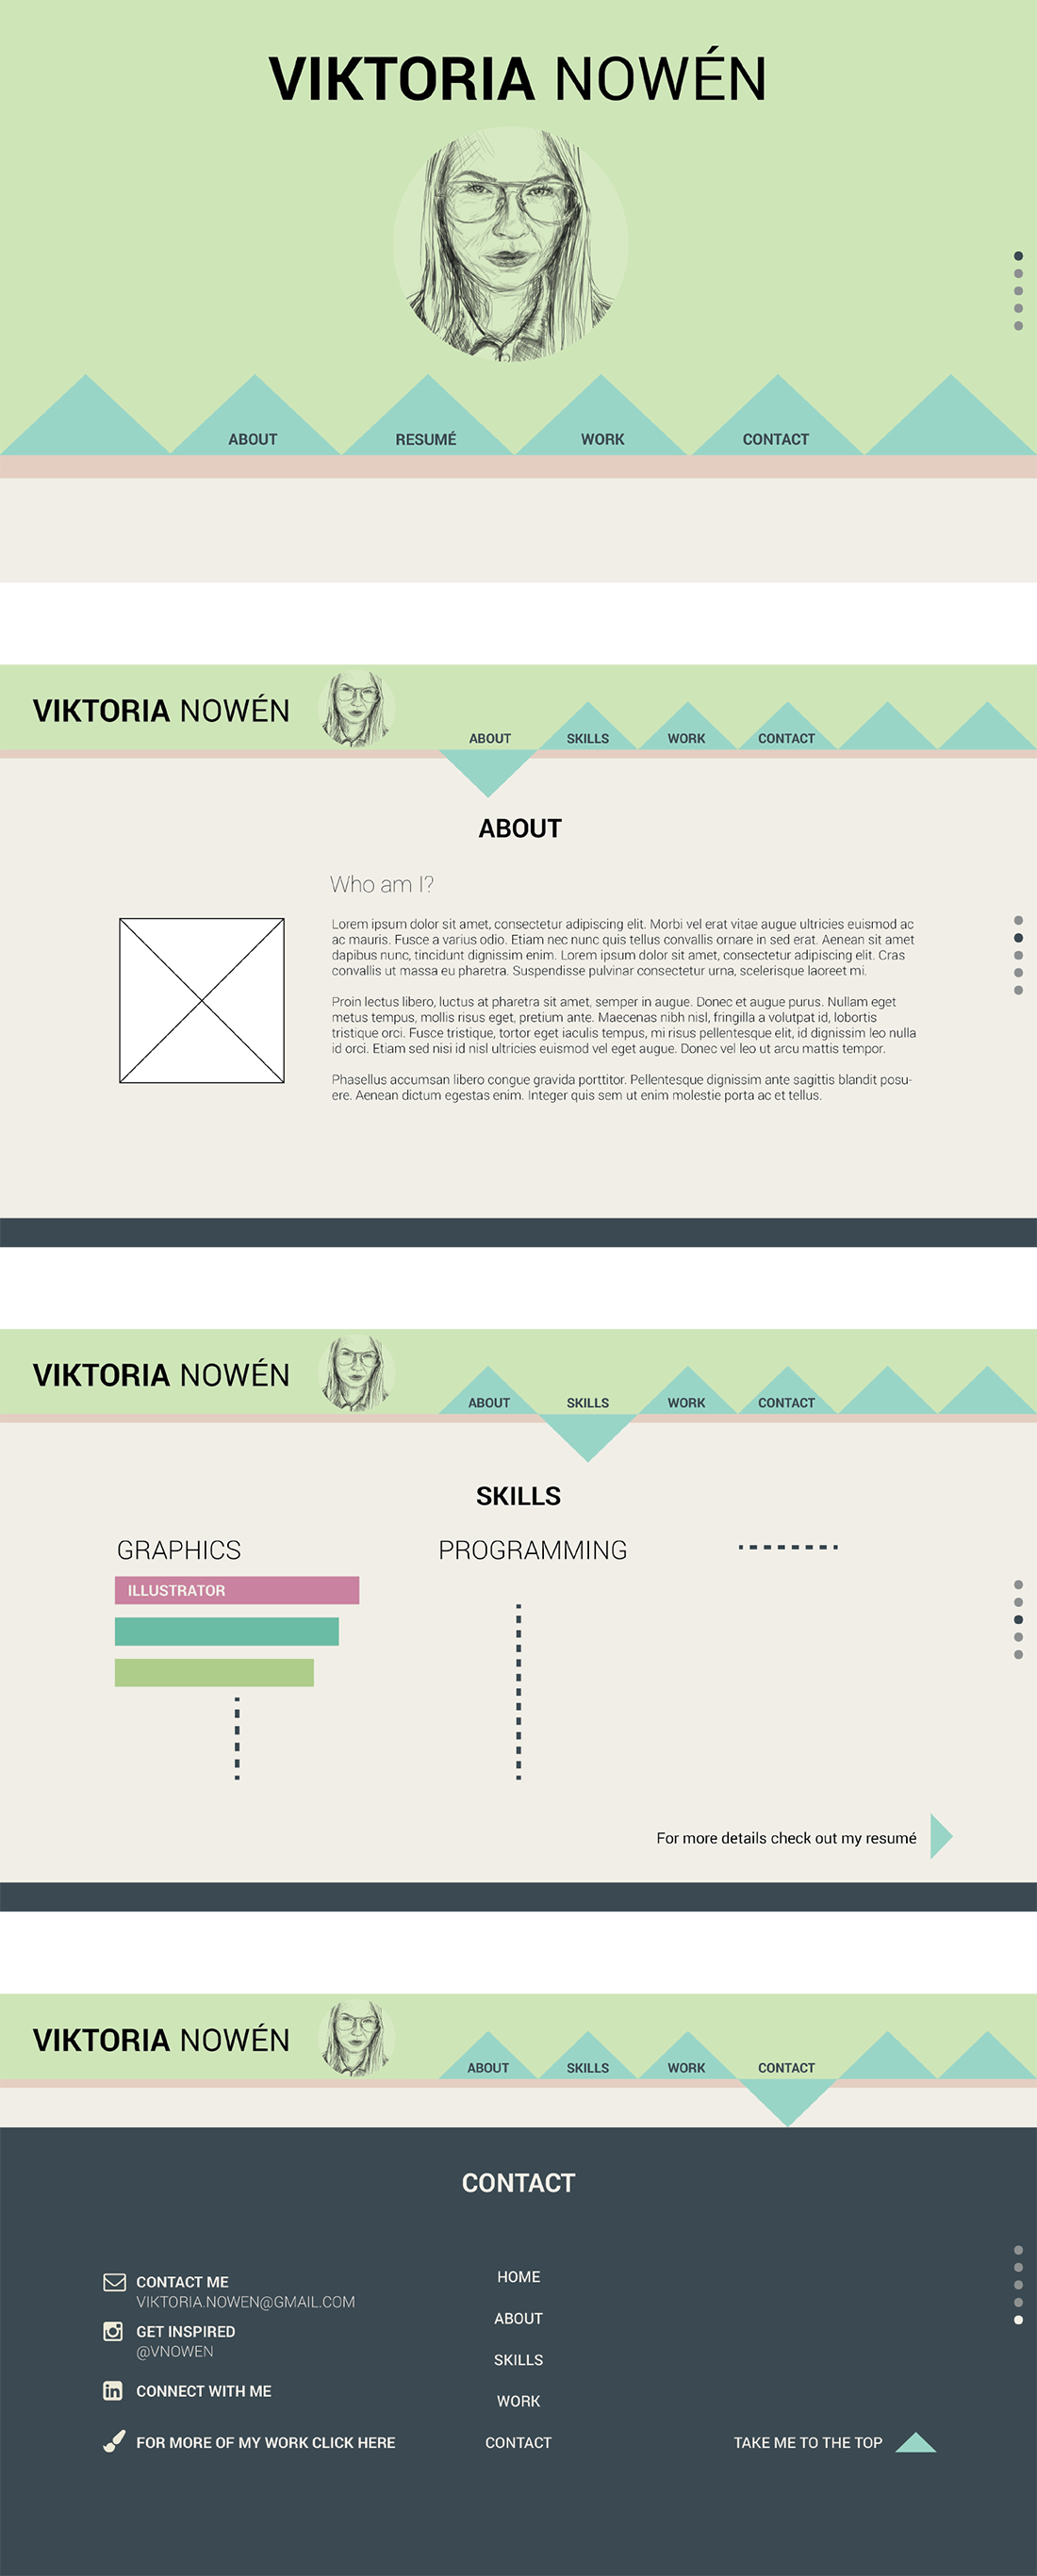 VIKTORIA NOWÉN
ABOUT
RESUMÉ
WORK
CONTACT
VIKTORIA NOWÉN
ABOUT
SKILLS
WORK
CONTACT
ABOUT
Who am I?
Lorem ipsum dolor sit amet, consectetur adipiscing elit. Morbi vel erat vitae augue ultricies euismod ac
ac mauris. Fusce a varius odio. Etiam nec nunc quis tellus convallis ornare in sed erat. Aenean sit amet
dapibus nunc, tincidunt dignissim enim. Lorem ipsum dolor sit amet, consectetur adipiscing elit. Cras
convallis ut massa eu pharetra. Suspendisse pulvinar consectetur urna, scelerisque laoreet mi.
Proin lectus libero, luctus at pharetra sit amet, semper in augue. Donec et augue purus. Nullam eget
metus tempus, mollis risus eget, pretium ante. Maecenas nibh nisl, fringilla a volutpat id, lobortis
tristique orci. Fusce tristique, tortor eget iaculis tempus, mi risus pellentesque elit, id dignissim leo nulla
id orci. Etiam sed nisi id nisl ultricies euismod vel eget augue. Donec vel leo ut arcu mattis tempor.
Phasellus accumsan libero congue gravida porttitor. Pellentesque dignissim ante sagittis blandit posu-
ere. Aenean dictum egestas enim. Integer quis sem ut enim molestie porta ac et tellus.
VIKTORIA NOWÉN
ABOUT
SKILLS
WORK
CONTACT
SKILLS
GRAPHICS
PROGRAMMING
ILLUSTRATOR
For more details check out my resumé
VIKTORIA NOWÉN
ABOUT
SKILLS
WORK
CONTACT
CONTACT
CONTACT ME
VIKTORIA.NOWEN@GMAIL.COM
GET INSPIRED
@VNOWEN
CONNECT WITH ME
FOR MORE OF MY WORK CLICK HERE
HOME
ABOUT
SKILLS
WORK
CONTACT
TAKE ME TO THE TOP